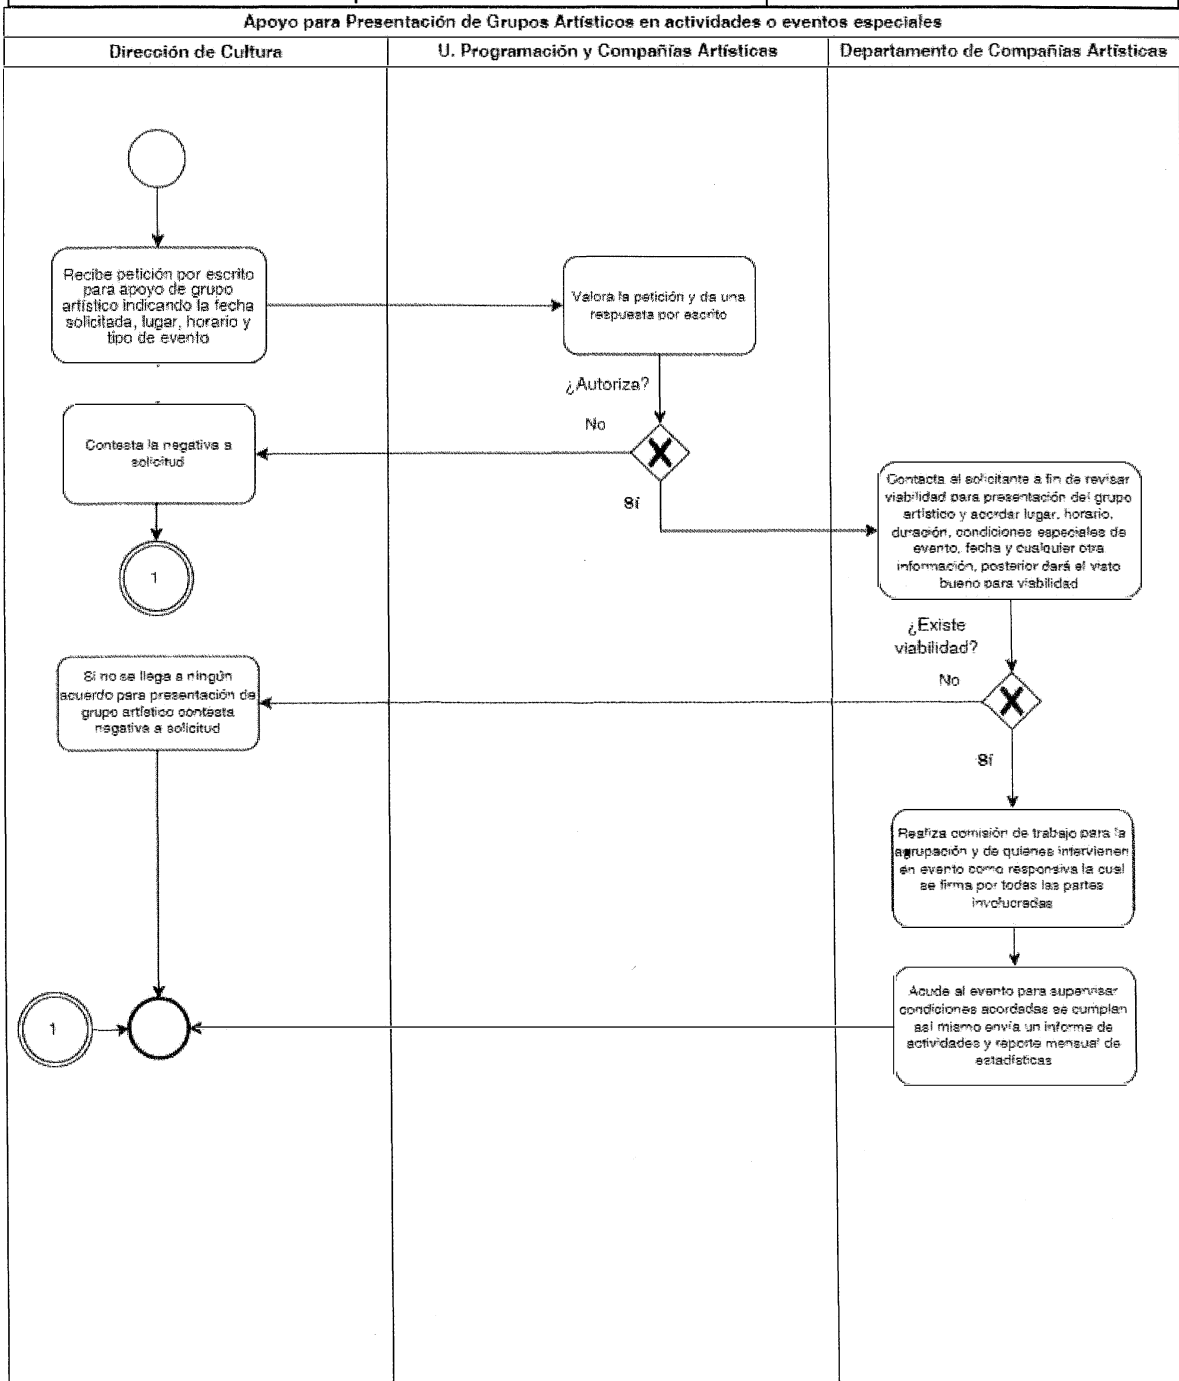 Apoyo para Presentación de Grupos Artísticos en actividades o eventos especiales
Dirección de Cultura
U. Programación y Compañías Artísticas
Departamento de Compañías Artísticas
Recibe petición por escrito
para apoyo de grupo
artístico indicando la fecha
solicitada, lugar, horario y
tipo de evento
Valora la petición y da una
respuesta por escrito
¿Autoriza?
No
Contesta la negativa a
solicitud
Sí
1
Contacta al solicitante a fin de revisar
viabilidad para presentación del grupo
artístico y acordar lugar, horario,
duración, condiciones especiales de
evento, fecha y cualquier otra
información, posterior dará el visto
bueno para viabilidad
¿Existe
viabilidad?
No
Si no se llega a ningún
acuerdo para presentación de
grupo artístico contesta
negativa a solicitud
Sí
Realiza comisión de trabajo para la
agrupación y de quienes intervienen
en evento como responsiva la cual
se firma por todas las partes
involucradas
Acude al evento para supervisar
condiciones acordadas se cumplan
así mismo envía un informe de
actividades y reporte mensual de
estadísticas
1